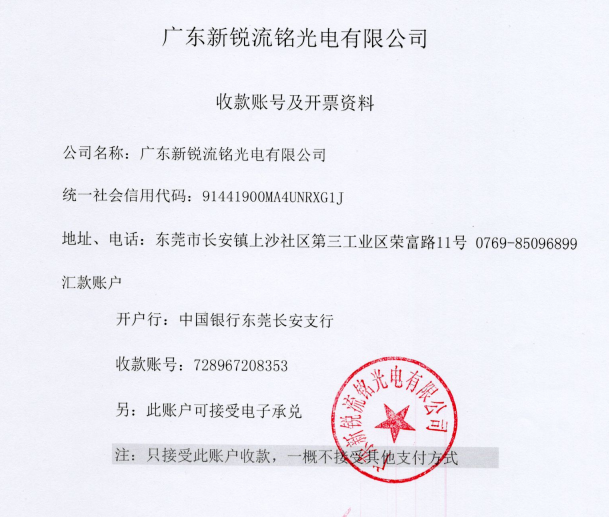 广东新锐流铭光电有限公司
收款账号及开票资料
公司名称：广东新锐流铭光电有限公司
统一社会信用代码：91441900MA4UNRXG1J
地址、电话：东莞市长安镇上沙社区第三工业区荣富路11号 0769-85096899
汇款账户
开户行：中国银行东莞长安支行
收款账号：728967208353
另：此账户可接受电子承兑
广东新锐流铭光电有限公司
注：只接受此账户收款，一概不接受其他支付方式